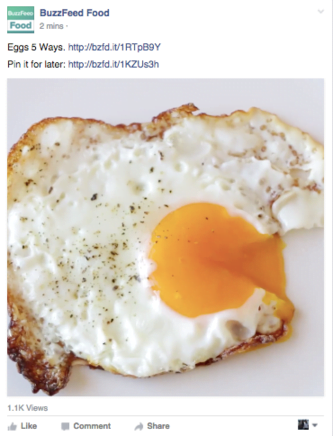 BuzzFeed
Food
BuzzFeed Food
2 mins ·
Eggs 5 Ways. http://bzfd.it/1RTpB9Y
Pin it for later: http://bzfd.it/1KZUs3h
1.1K Views
Like Comment Share